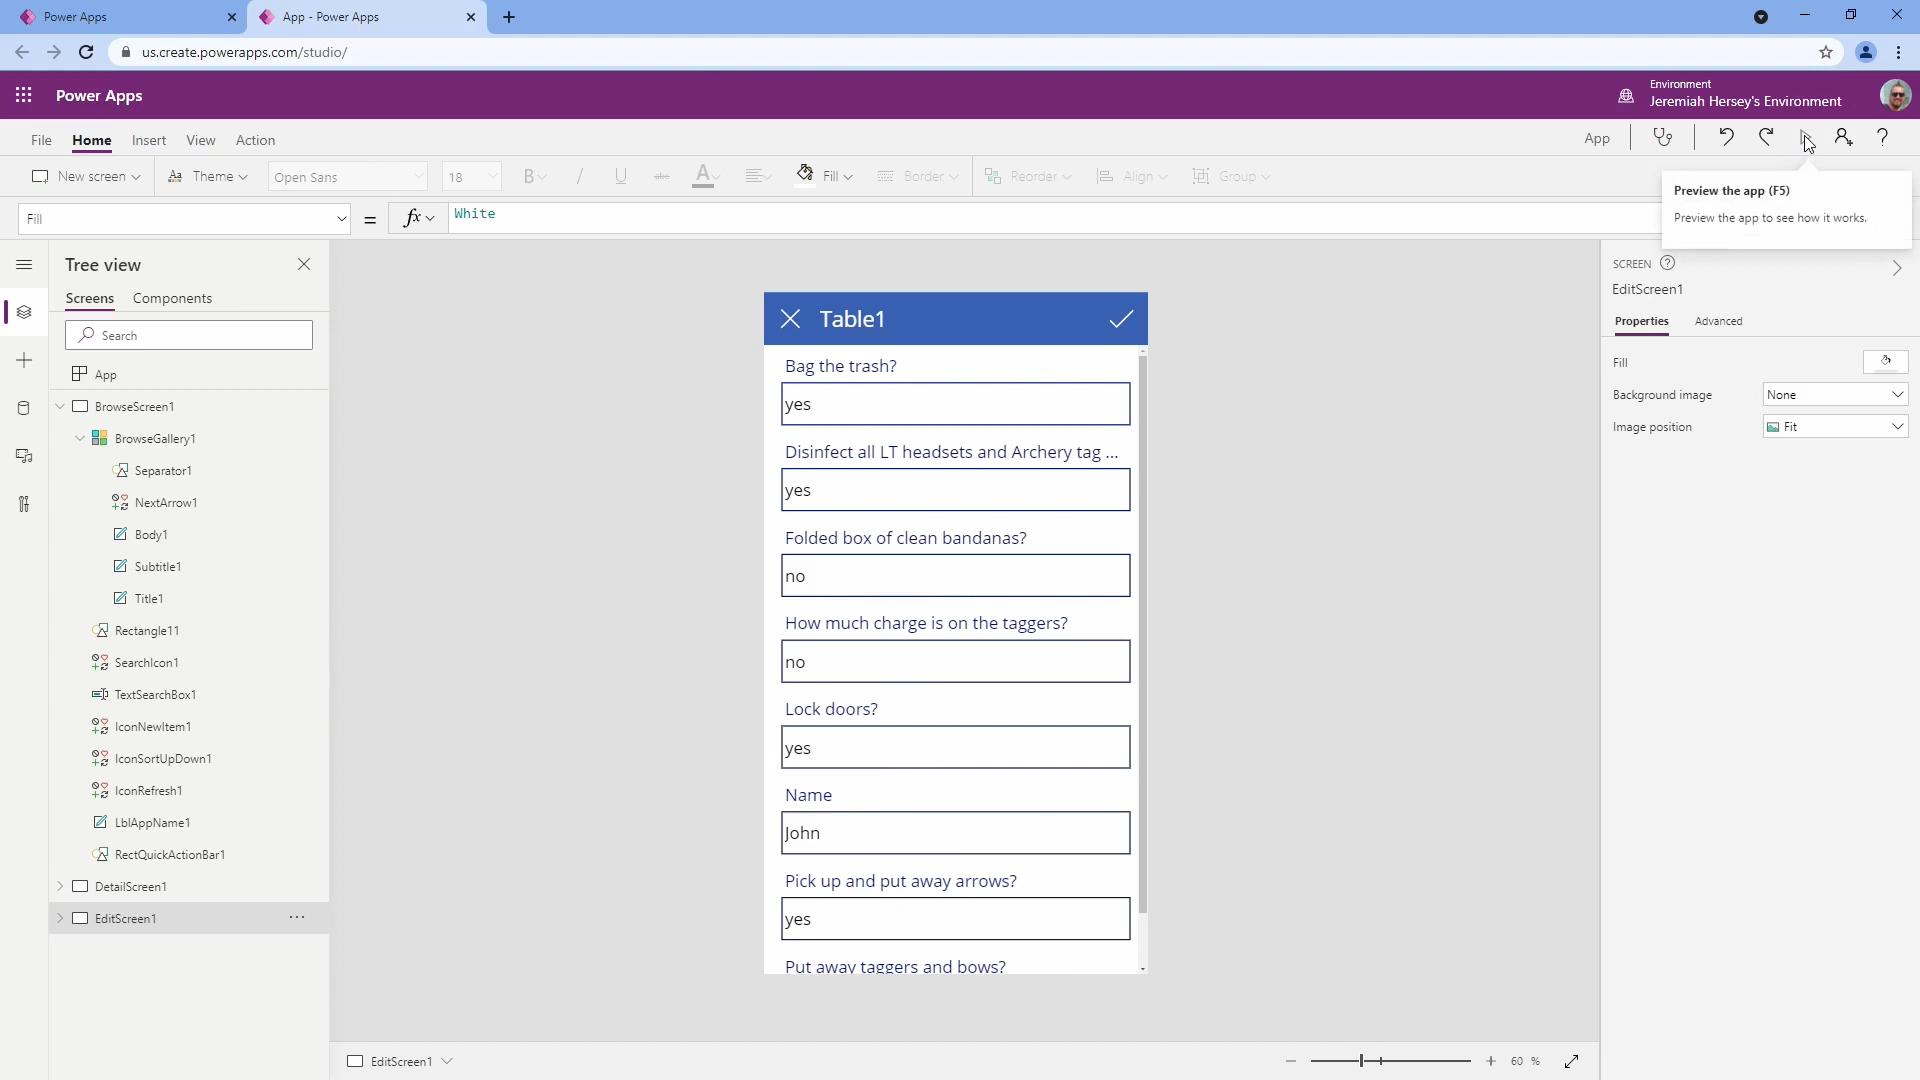 Power Apps
App - Power Apps
us.create.powerapps.com/studio/
Power Apps
Environment
Jeremiah Hersey's Environment
File
Home
Insert
View
Action
App
New screen
Theme
Open Sans
18
B
Fill
Border
Reorder
Align
Group
Preview the app (F5)
Preview the app to see how it works.
Fill
=
fx
White
Tree view
Screens
Components
Search
App
BrowseScreen1
BrowseGallery1
Separator1
NextArrow1
Body1
Subtitle1
Title1
Rectangle11
SearchIcon1
TextSearchBox1
IconNewItem1
IconSortUpDown1
IconRefresh1
LblAppName1
RectQuickActionBar1
DetailScreen1
EditScreen1
Table1
Bag the trash?
yes
Disinfect all LT headsets and Archery tag ...
yes
Folded box of clean bandanas?
no
How much charge is on the taggers?
no
Lock doors?
yes
Name
John
Pick up and put away arrows?
yes
Put away taggers and bows?
SCREEN
EditScreen1
Properties
Advanced
Fill
Background image
None
Image position
Fit
EditScreen1
60 %